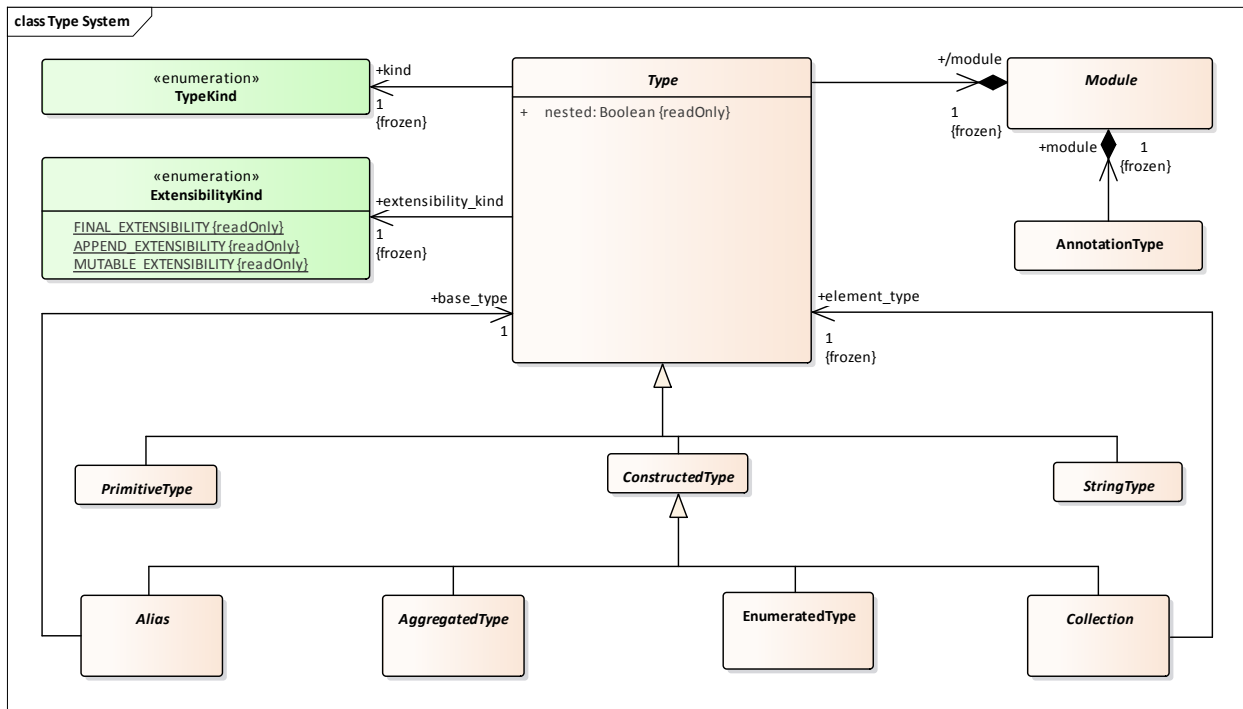 class Type System
«enumeration»
TypeKind
+kind
1
{frozen}
Type
+ nested: Boolean {readOnly}
+/module
1
{frozen}
Module
+module
1
{frozen}
AnnotationType
«enumeration»
ExtensibilityKind
FINAL_EXTENSIBILITY {readOnly}
APPEND_EXTENSIBILITY {readOnly}
MUTABLE_EXTENSIBILITY {readOnly}
+extensibility_kind
1
{frozen}
+base_type
1
+element_type
1
{frozen}
PrimitiveType
ConstructedType
StringType
Alias
AggregatedType
EnumeratedType
Collection